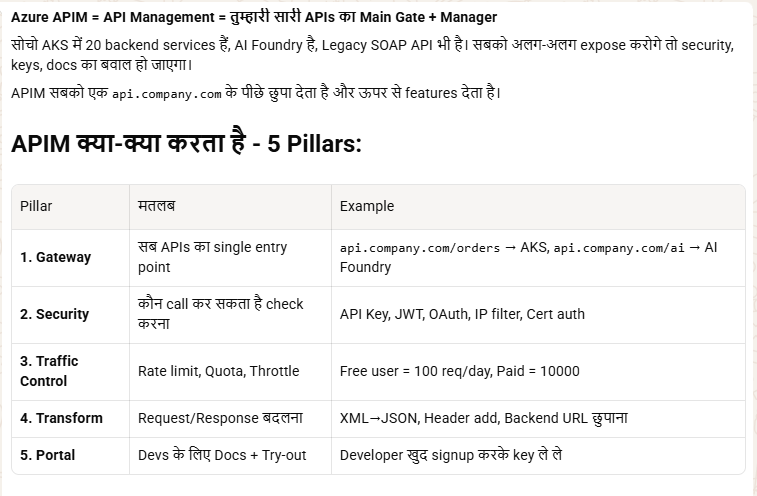 Azure APIM = API Management = तुम्हारी सारी APIs का Main Gate + Manager
सोचो AKS में 20 backend services हैं, AI Foundry है, Legacy SOAP API भी है। सबको अलग-अलग expose करोगे तो security,
keys, docs का बवाल हो जाएगा।
APIM सबको एक api.company.com के पीछे छुपा देता है और ऊपर से features देता है।
APIM क्या-क्या करता है - 5 Pillars:
Pillar मतलब Example
1. Gateway सब APIs का single entry point api.company.com/orders → AKS, api.company.com/ai → AI Foundry
2. Security कौन call कर सकता है check करना API Key, JWT, OAuth, IP filter, Cert auth
3. Traffic Control Rate limit, Quota, Throttle Free user = 100 req/day, Paid = 10000
4. Transform Request/Response बदलना XML→JSON, Header add, Backend URL छुपाना
5. Portal Devs के लिए Docs + Try-out Developer खुद signup करके key ले ले